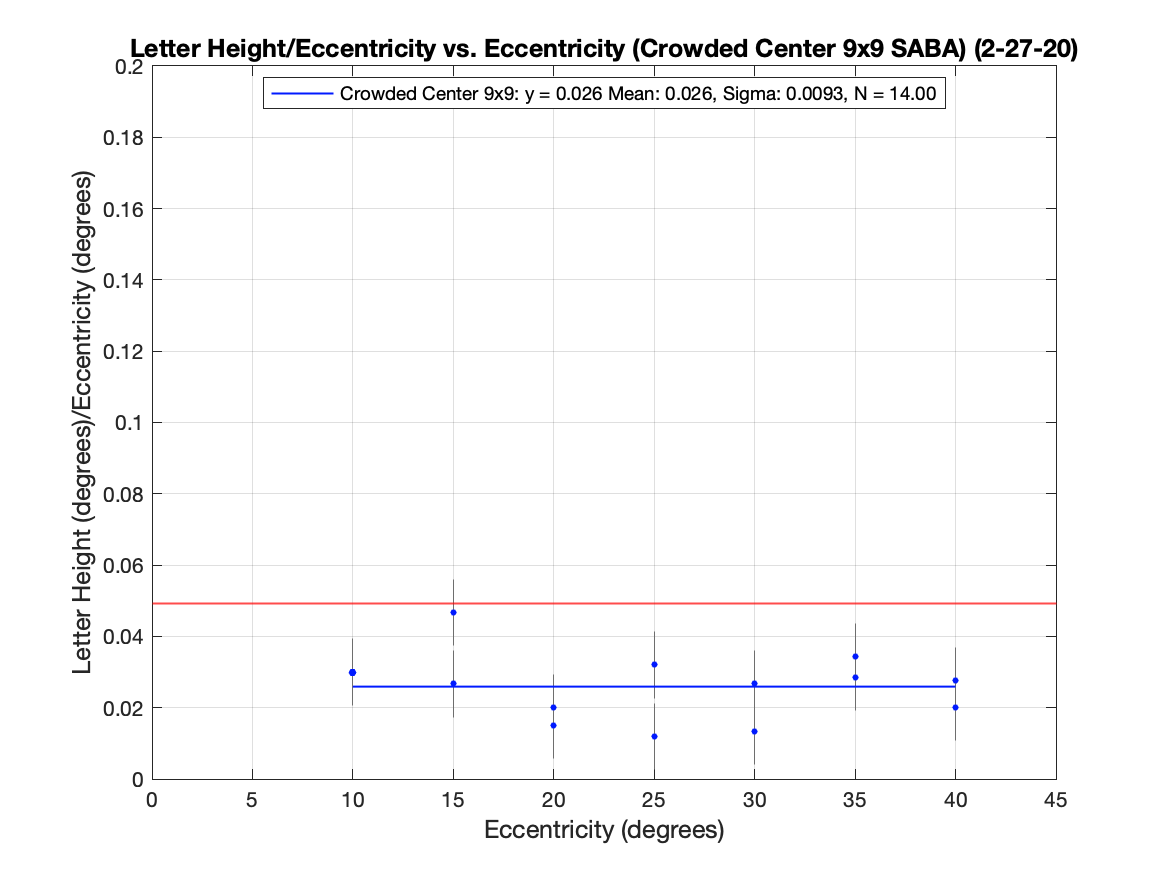 Letter Height/Eccentricity vs. Eccentricity (Crowded Center 9x9 SABA) (2-27-20)
Crowded Center 9x9: y = 0.026 Mean: 0.026, Sigma: 0.0093, N = 14.00
Letter Height (degrees)/Eccentricity (degrees)
0.2
0.18
0.16
0.14
0.12
0.1
0.08
0.06
0.04
0.02
0
0 5 10 15 20 25 30 35 40 45
Eccentricity (degrees)